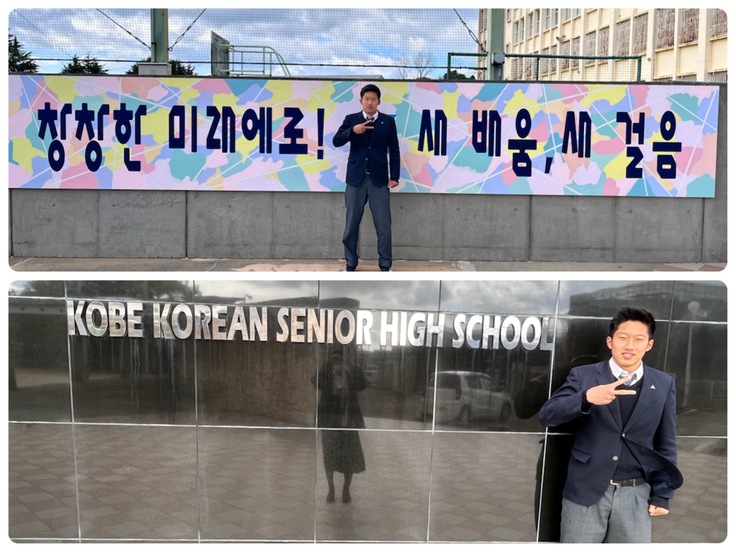 창창한 미래에로! 새 배움, 새 걸음
KOBE KOREAN SENIOR HIGH SCHOOL